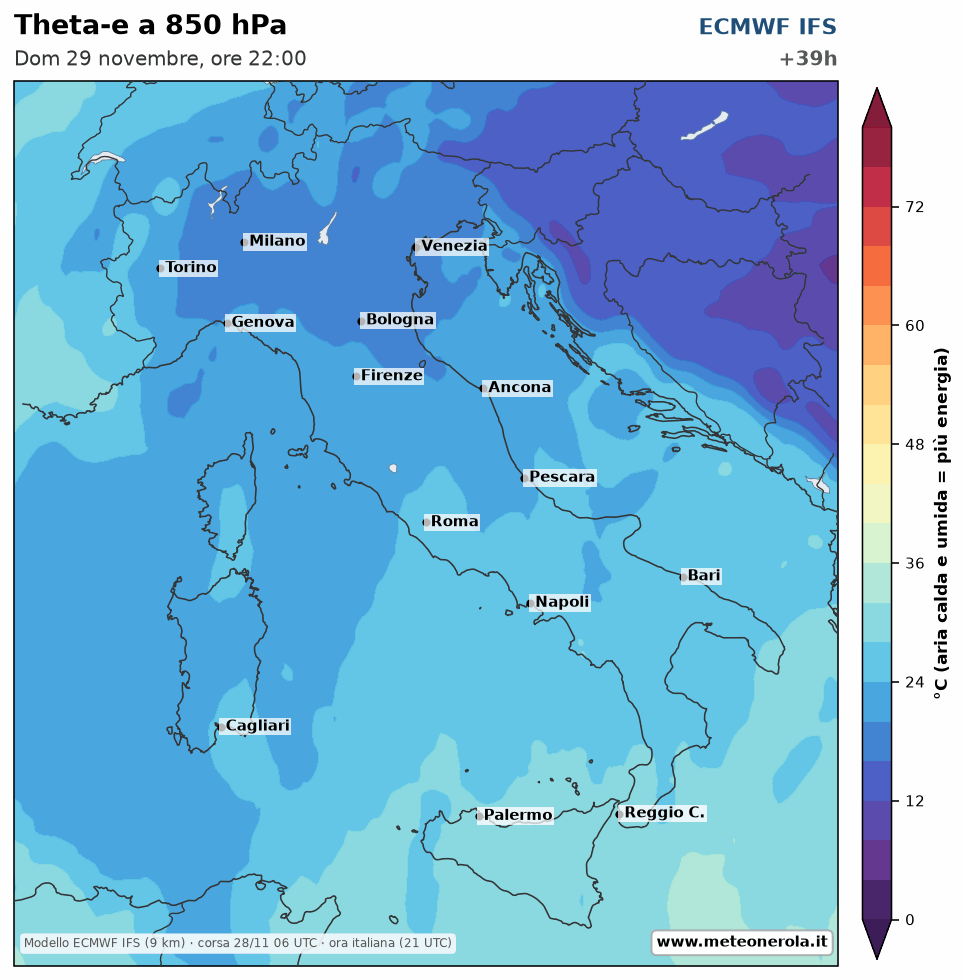 Theta-e a 850 hPa
ECMWF IFS
Dom 29 novembre, ore 22:00
+39h
Milano
Venezia
Torino
Genova
Bologna
Firenze
Ancona
Pescara
Roma
Bari
Napoli
Cagliari
Palermo
Reggio C.
72
60
48
36
24
12
0
°C (aria calda e umida = più energia)
Modello ECMWF IFS (9 km) · corsa 28/11 06 UTC · ora italiana (21 UTC)
www.meteonerola.it